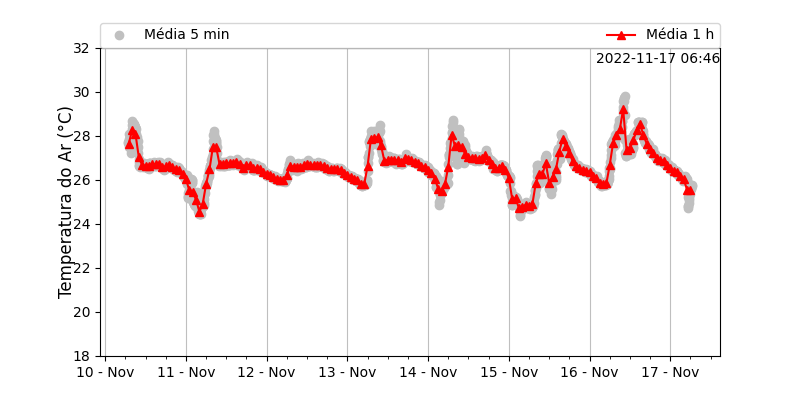 Média 5 min
Média 1 h
2022-11-17 06:46
Temperatura do Ar (°C)
32
30
28
26
24
22
20
18
10 - Nov
11 - Nov
12 - Nov
13 - Nov
14 - Nov
15 - Nov
16 - Nov
17 - Nov